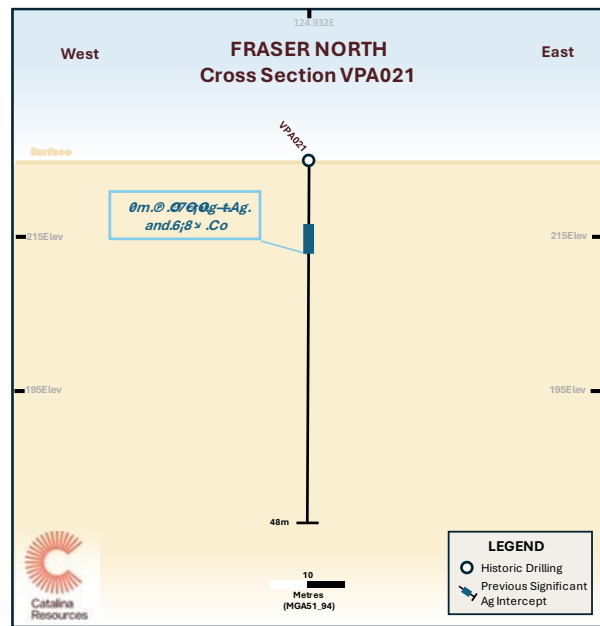 124.932E
West
FRASER NORTH
East
Cross Section VPA021
VPA021
Surface
215Elev
215Elev
195Elev
195Elev
48m
10
Metres
(MGA51_94)
Catalina
Resources
LEGEND
Historic Drilling
Previous Significant
Ag Intercept